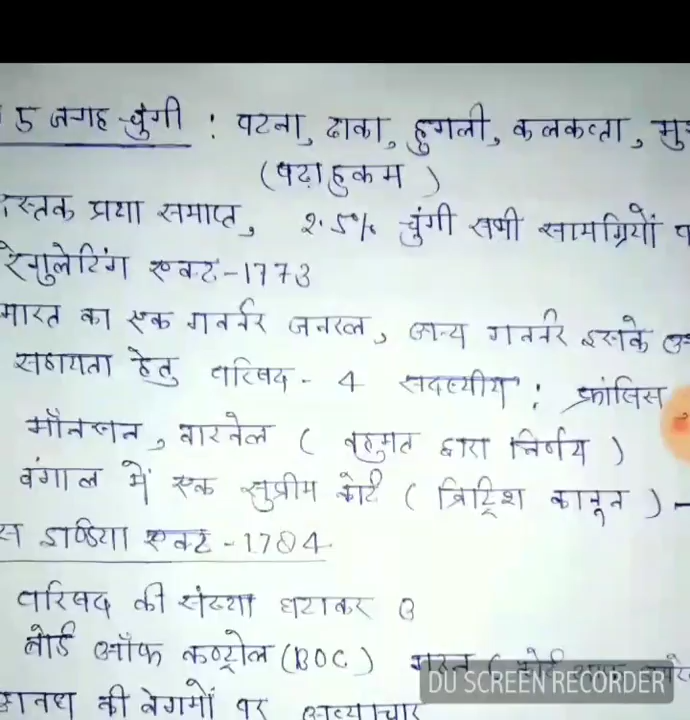 5 जगह चुंगी : पटना, ढाका, हुगली, कलकत्ता, मु
(पटाहुकम)
दस्तक प्रथा समाप्त, 2.5% चुंगी सभी सामग्रियों प
रेगुलेटिंग एक्ट-1773
भारत का एक गवर्नर जनरल, अन्य गवर्नर इसके अ
सहायता हेतु परिषद - 4 सदस्यीय : फ्रांसिस,
मॉनसन, वारवेल (बहुमत द्वारा निर्णय)
बंगाल में एक सुप्रीम कोर्ट (ब्रिट्रिश कानून) -
स इण्डिया एक्ट -1784
परिषद की संख्या घटाकर 3
बोर्ड ऑफ कण्ट्रोल (BOC)
अवध की बेगमों पर अत्याचार
DU SCREEN RECORDER